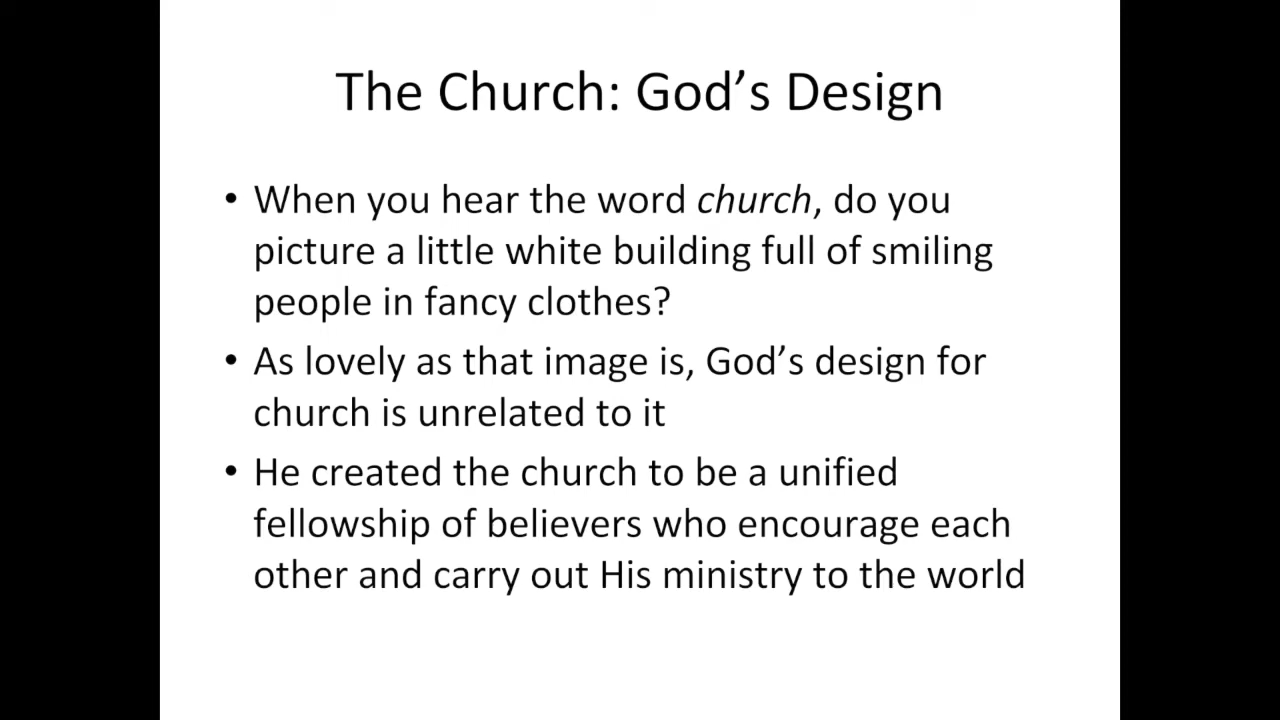 The Church: God’s Design
• When you hear the word church, do you
picture a little white building full of smiling
people in fancy clothes?
• As lovely as that image is, God’s design for
church is unrelated to it
• He created the church to be a unified
fellowship of believers who encourage each
other and carry out His ministry to the world